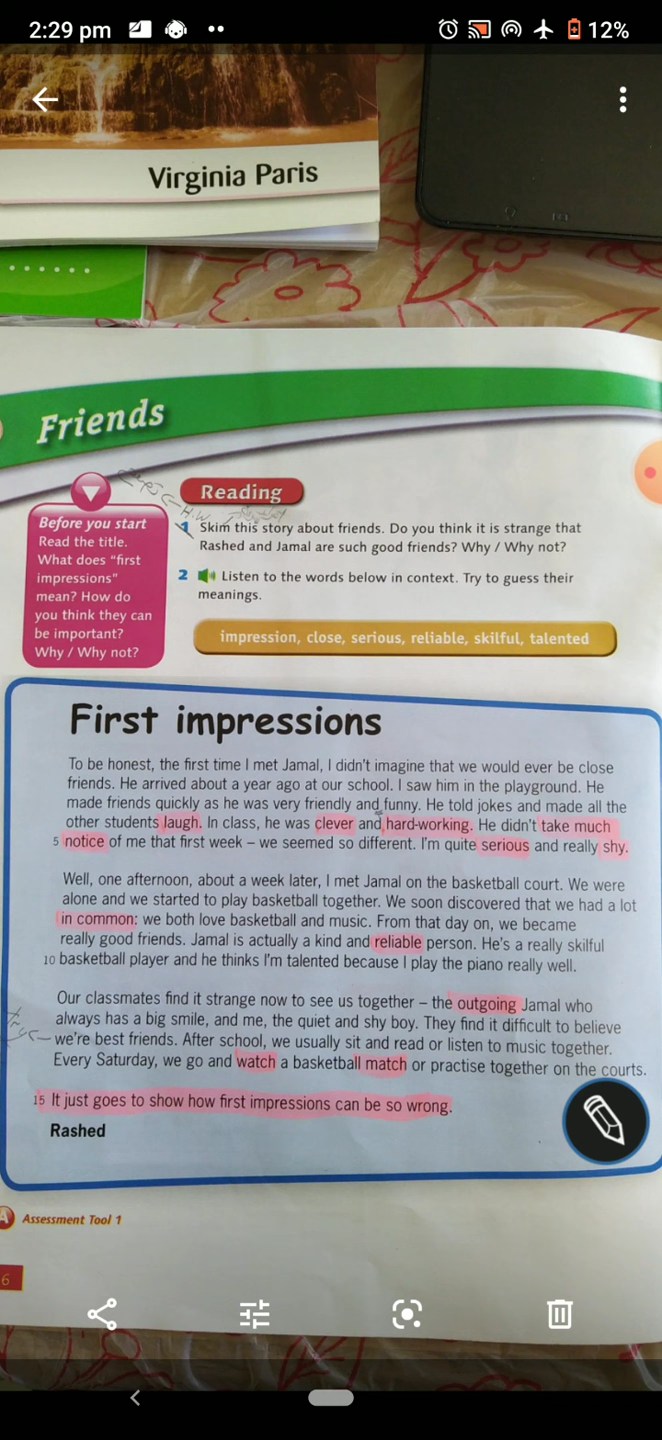 2:29 pm
12%
Virginia Paris
Friends
Reading
H.W
Before you start
Read the title.
What does "first
impressions"
mean? How do
you think they can
be important?
Why / Why not?
1 Skim this story about friends. Do you think it is strange that
Rashed and Jamal are such good friends? Why / Why not?
2 Listen to the words below in context. Try to guess their
meanings.
impression, close, serious, reliable, skilful, talented
First impressions
To be honest, the first time I met Jamal, I didn't imagine that we would ever be close
friends. He arrived about a year ago at our school. I saw him in the playground. He
made friends quickly as he was very friendly and funny. He told jokes and made all the
other students laugh. In class, he was clever and hard-working. He didn't take much
5 notice of me that first week – we seemed so different. I'm quite serious and really shy.
Well, one afternoon, about a week later, I met Jamal on the basketball court. We were
alone and we started to play basketball together. We soon discovered that we had a lot
in common: we both love basketball and music. From that day on, we became
really good friends. Jamal is actually a kind and reliable person. He's a really skilful
10 basketball player and he thinks I'm talented because I play the piano really well.
Our classmates find it strange now to see us together – the outgoing Jamal who
always has a big smile, and me, the quiet and shy boy. They find it difficult to believe
we're best friends. After school, we usually sit and read or listen to music together.
Every Saturday, we go and watch a basketball match or practise together on the courts.
15 It just goes to show how first impressions can be so wrong.
Rashed
A Assessment Tool 1
6